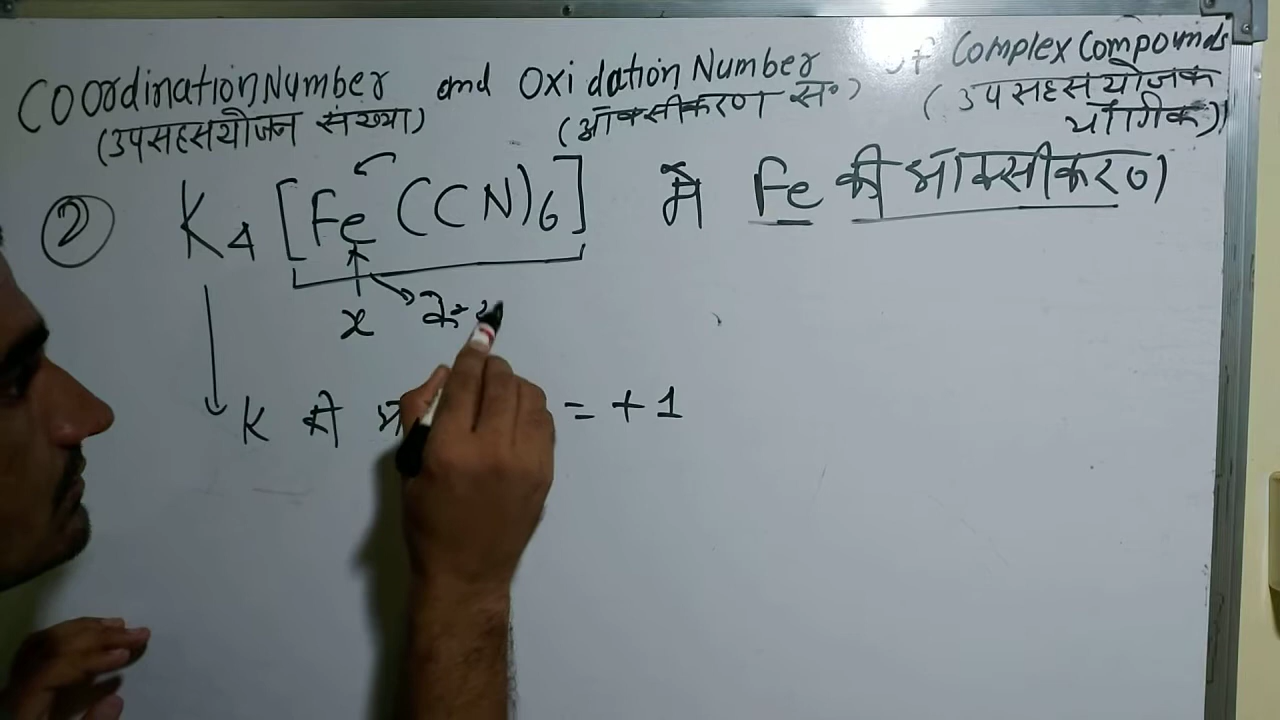 Coordination Number and Oxidation Number of Complex Compounds
(उपसहसंयोजन संख्या) (ऑक्सीकरण सं०) (उपसहसंयोजक
यौगिक)
② K4 [Fe (CN)6] में Fe की ऑक्सीकरण)
x
K = +1